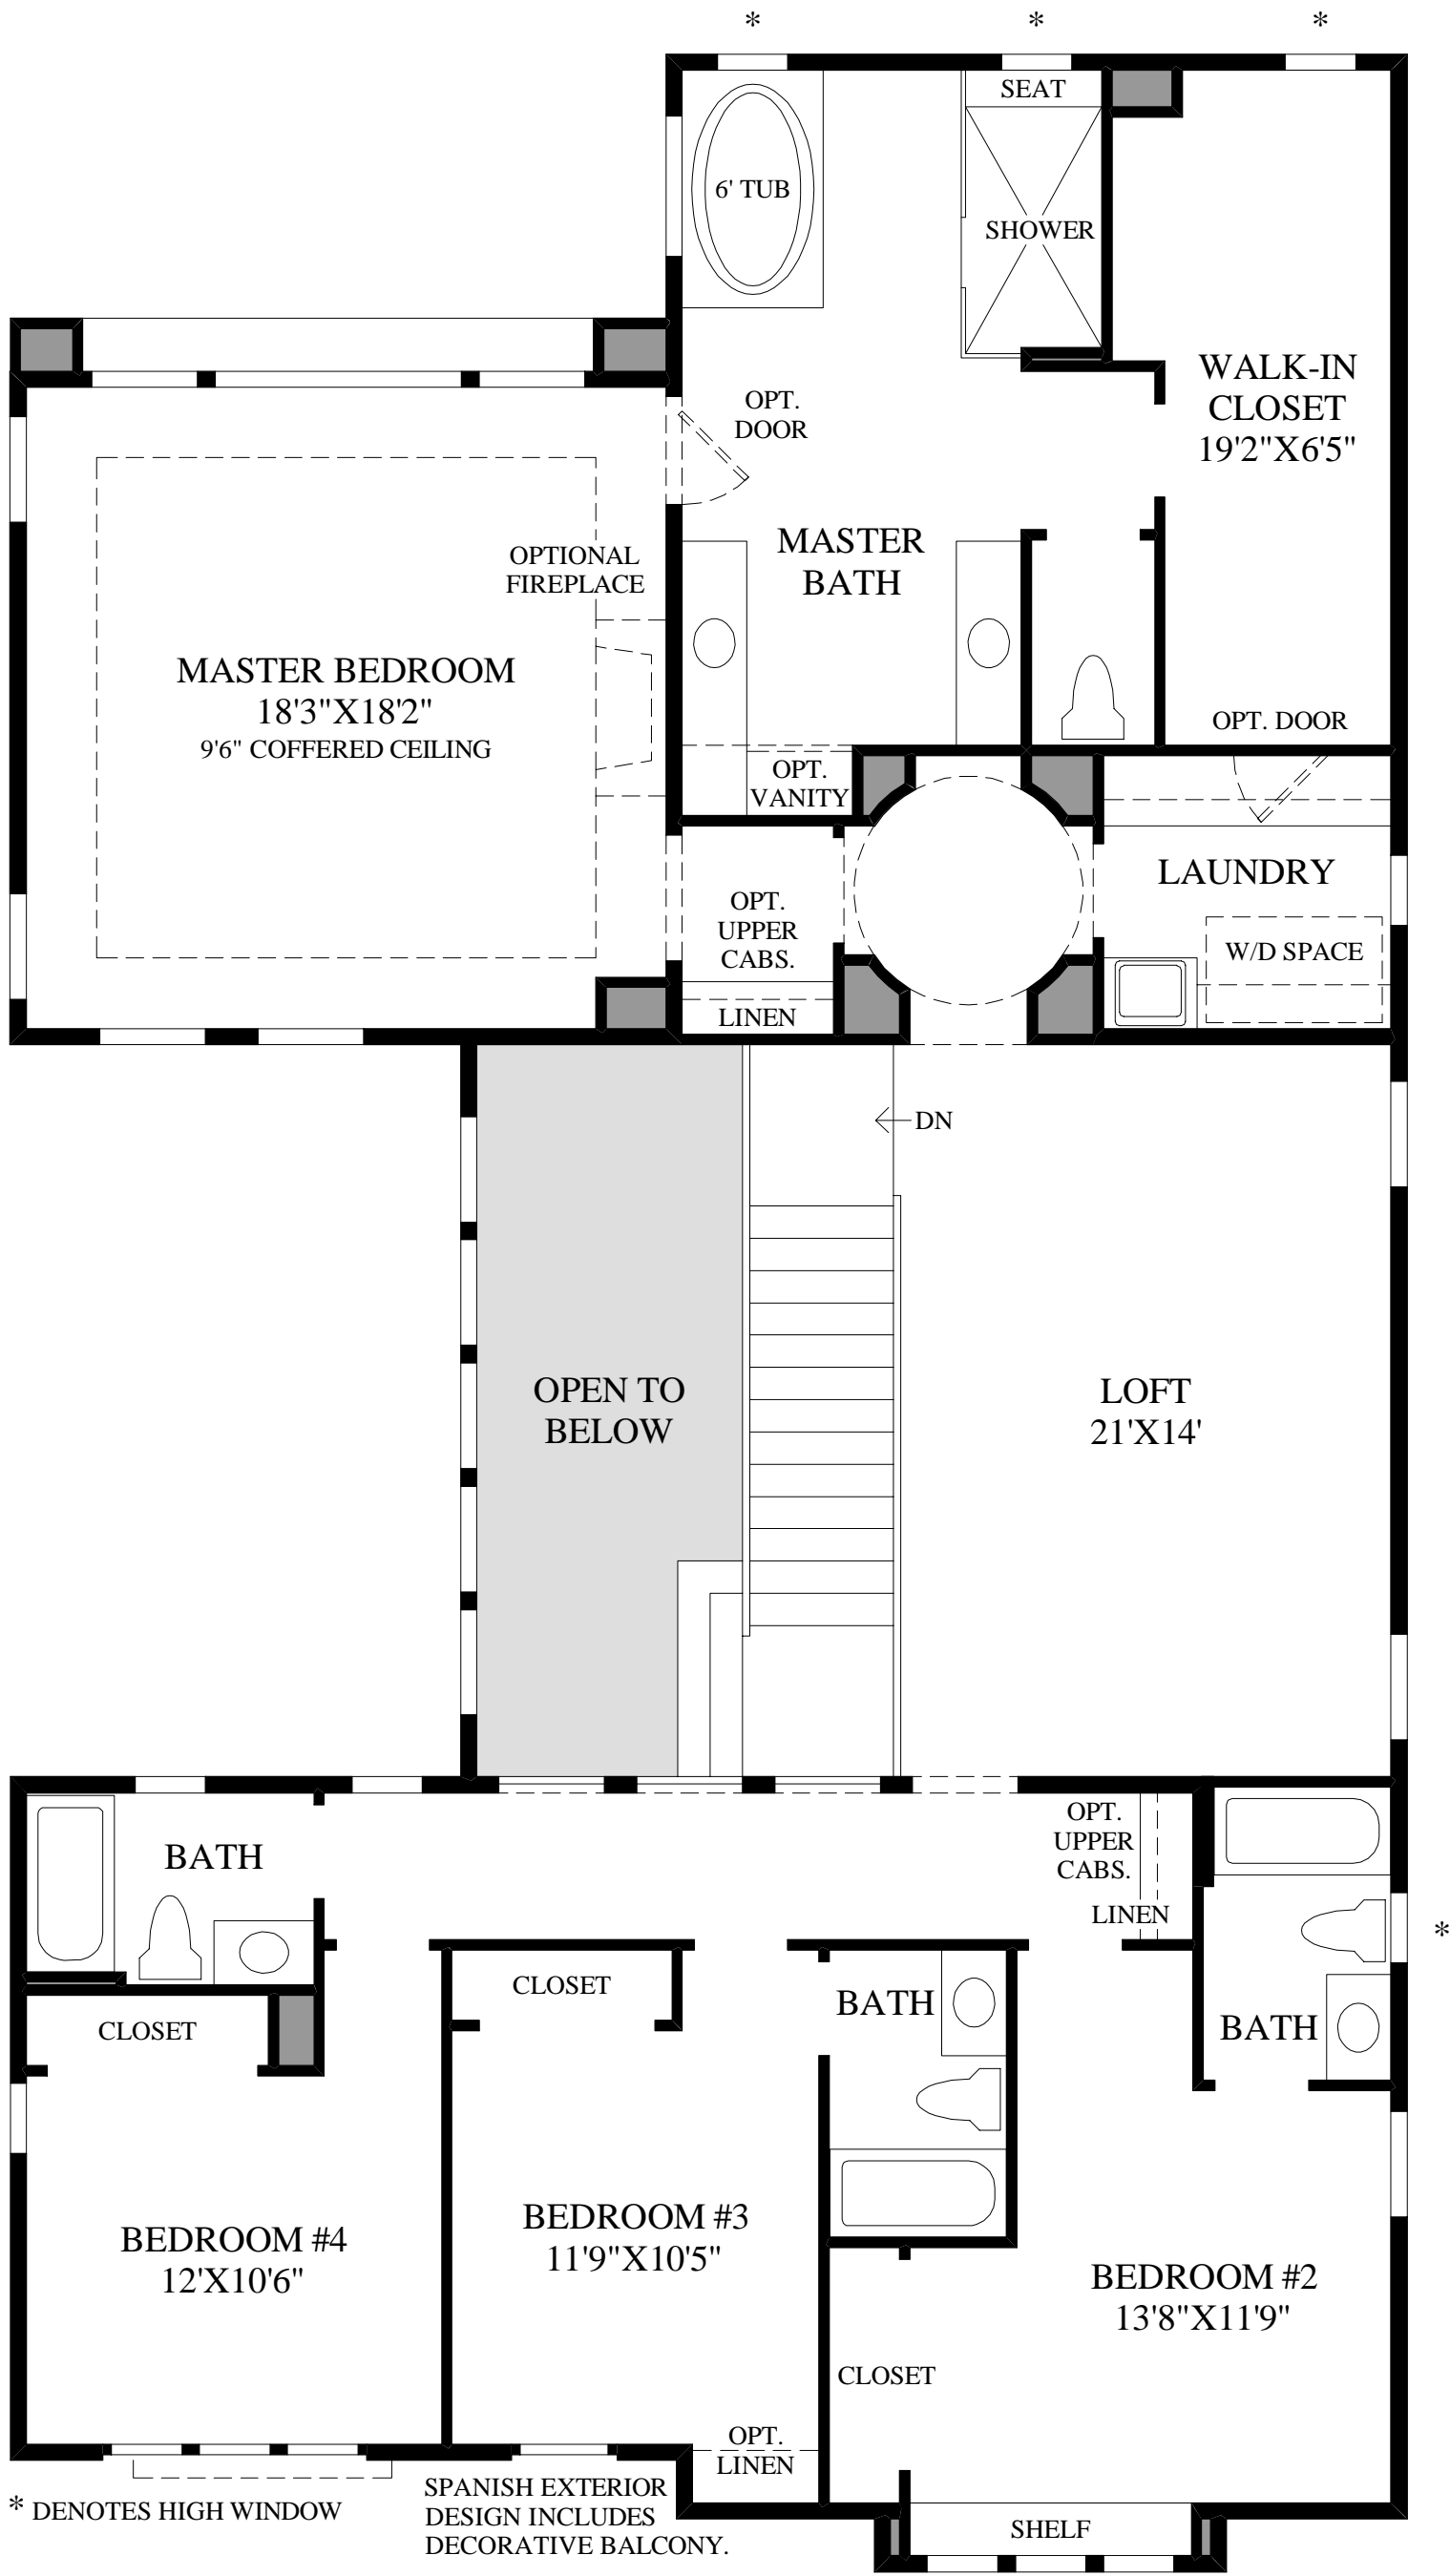 * * *
SEAT
6' TUB
SHOWER
WALK-IN
CLOSET
19'2"X6'5"
OPT.
DOOR
MASTER
BATH
OPTIONAL
FIREPLACE
MASTER BEDROOM
18'3"X18'2"
9'6" COFFERED CEILING
OPT. DOOR
OPT.
VANITY
LAUNDRY
OPT.
UPPER
CABS.
W/D SPACE
LINEN
DN
OPEN TO
BELOW
LOFT
21'X14'
OPT.
UPPER
CABS.
BATH
LINEN
*
CLOSET
BATH
BATH
CLOSET
BEDROOM #3
11'9"X10'5"
BEDROOM #4
12'X10'6"
BEDROOM #2
13'8"X11'9"
CLOSET
OPT.
LINEN
* DENOTES HIGH WINDOW
SPANISH EXTERIOR
DESIGN INCLUDES
DECORATIVE BALCONY.
SHELF